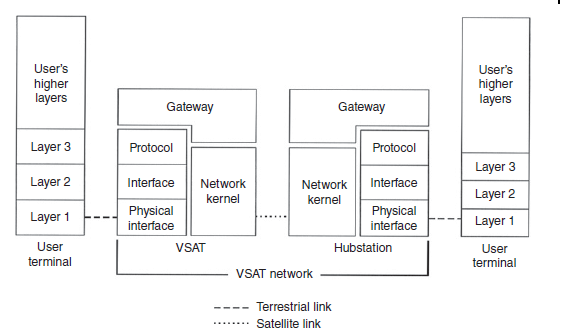 User's
higher
layers
Layer 3
Layer 2
Layer 1
User
terminal
Gateway
Protocol
Interface
Physical
interface
Network
kernel
VSAT
Gateway
Network
kernel
Protocol
Interface
Physical
interface
Hubstation
VSAT network
User's
higher
layers
Layer 3
Layer 2
Layer 1
User
terminal
Terrestrial link
Satellite link